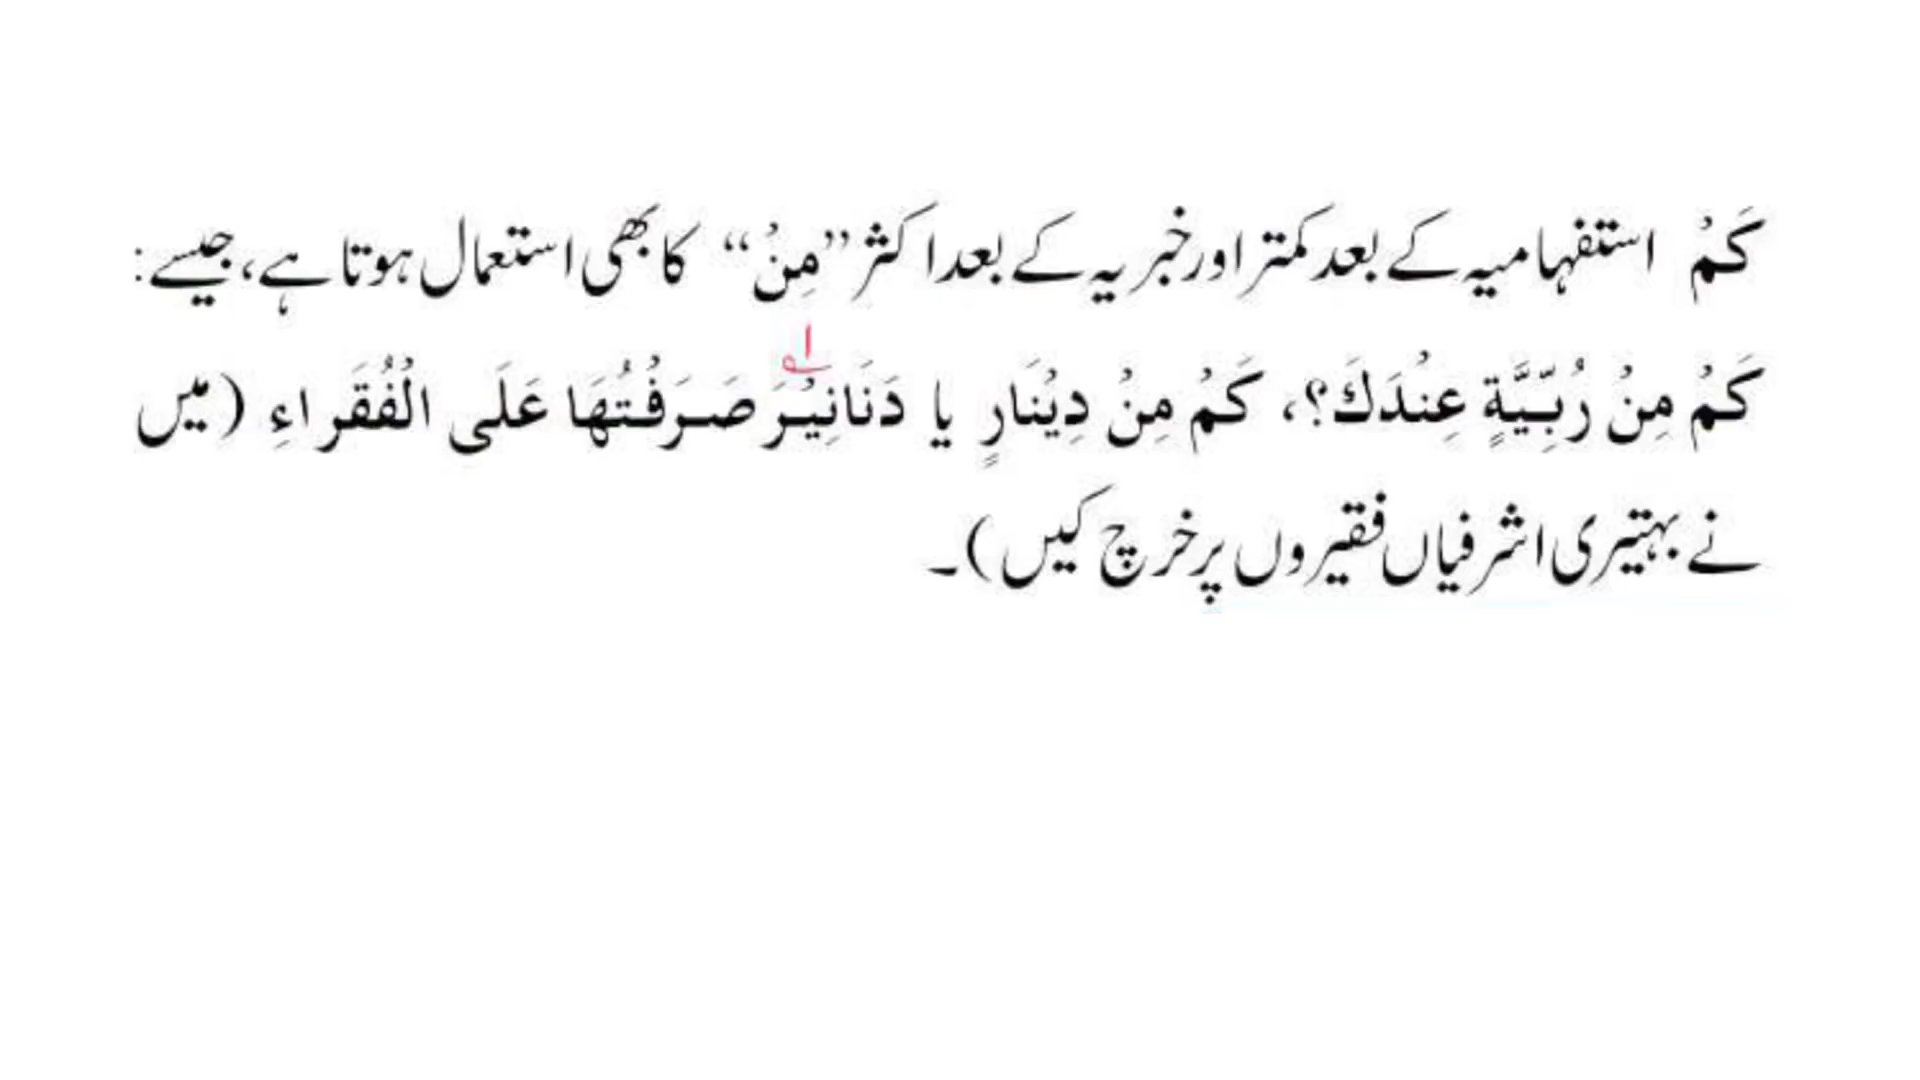 كَمْ استفہامیہ کے بعد کمتر اور خبریہ کے بعد اکثر ”مِنْ“ کا بھی استعمال ہوتا ہے، جیسے:
كَمْ مِنْ رُبِّيَّةٍ عِنْدَكَ؟، كَمْ مِنْ دِيْنَارٍ یا دَنَانِيْرَ صَرَفْتُهَا عَلَى الْفُقَرَاءِ (میں
نے بہتیری اشرفیاں فقیروں پر خرچ کیں)۔